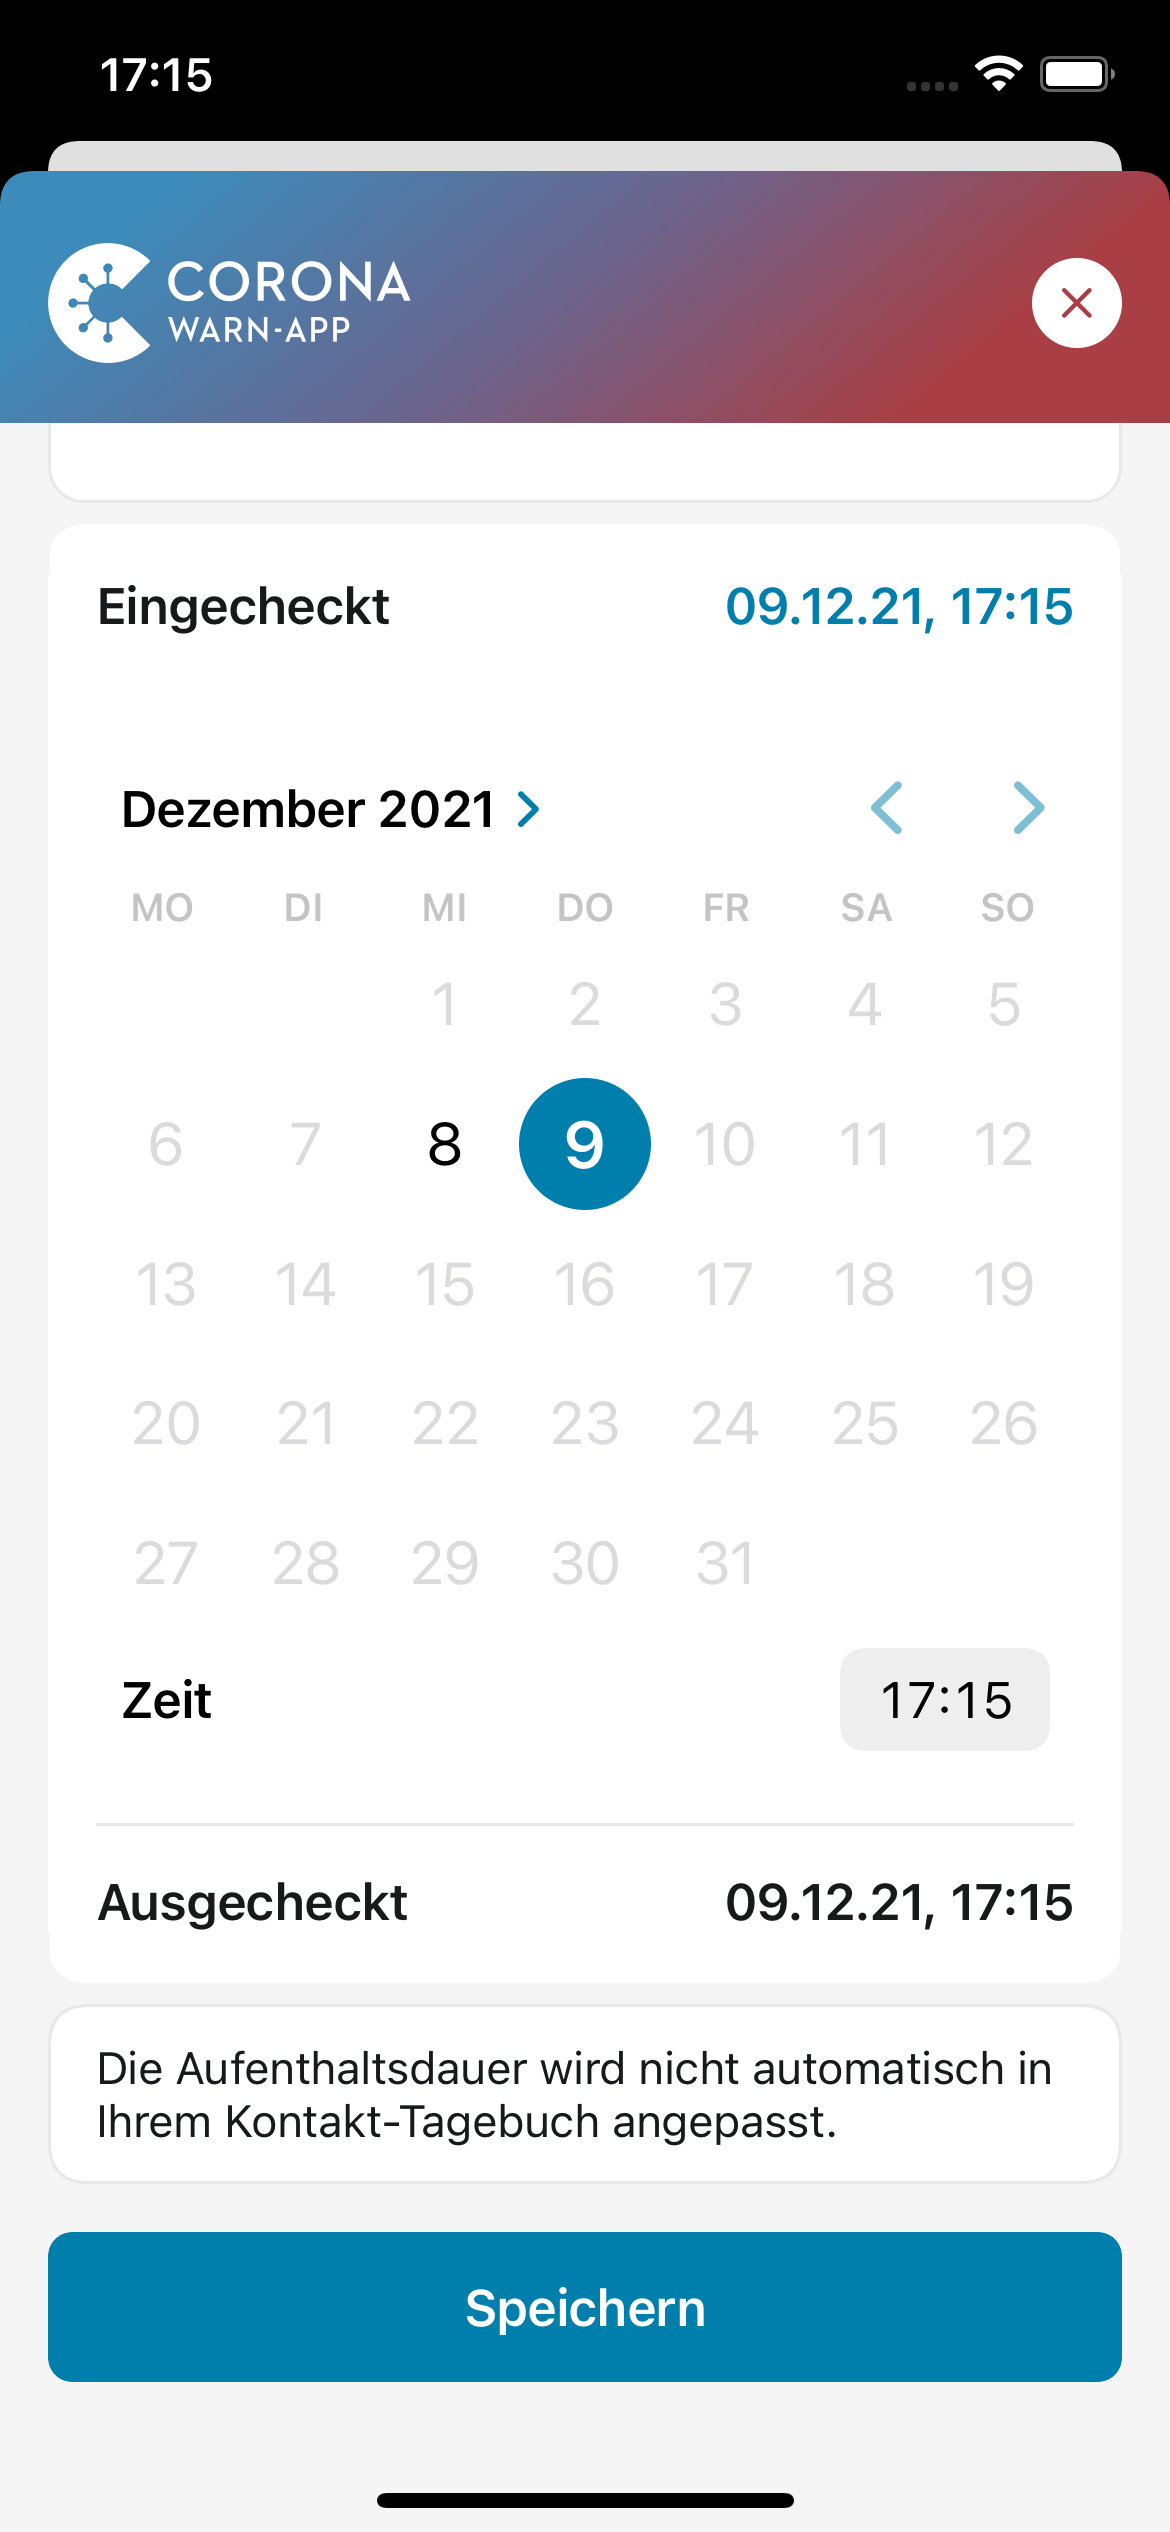 17:15
CORONA
WARN-APP
Eingecheckt 09.12.21, 17:15
Dezember 2021
MO DI MI DO FR SA SO
1 2 3 4 5
6 7 8 9 10 11 12
13 14 15 16 17 18 19
20 21 22 23 24 25 26
27 28 29 30 31
Zeit 17:15
Ausgecheckt 09.12.21, 17:15
Die Aufenthaltsdauer wird nicht automatisch in
Ihrem Kontakt-Tagebuch angepasst.
Speichern